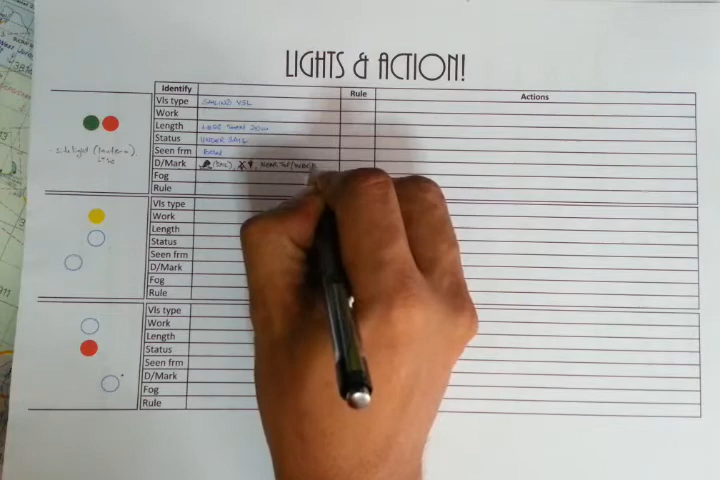 LIGHTS & ACTION!
Identify Rule Actions
Vls type SAILING VSL
Work
Length MORE THAN 20m
Status UNDER SAIL
Seen frm BOW
D/Mark
Fog
Rule
- sidelight
Vls type
Work
Length
Status
Seen frm
D/Mark
Fog
Rule
Vls type
Work
Length
Status
Seen frm
D/Mark
Fog
Rule